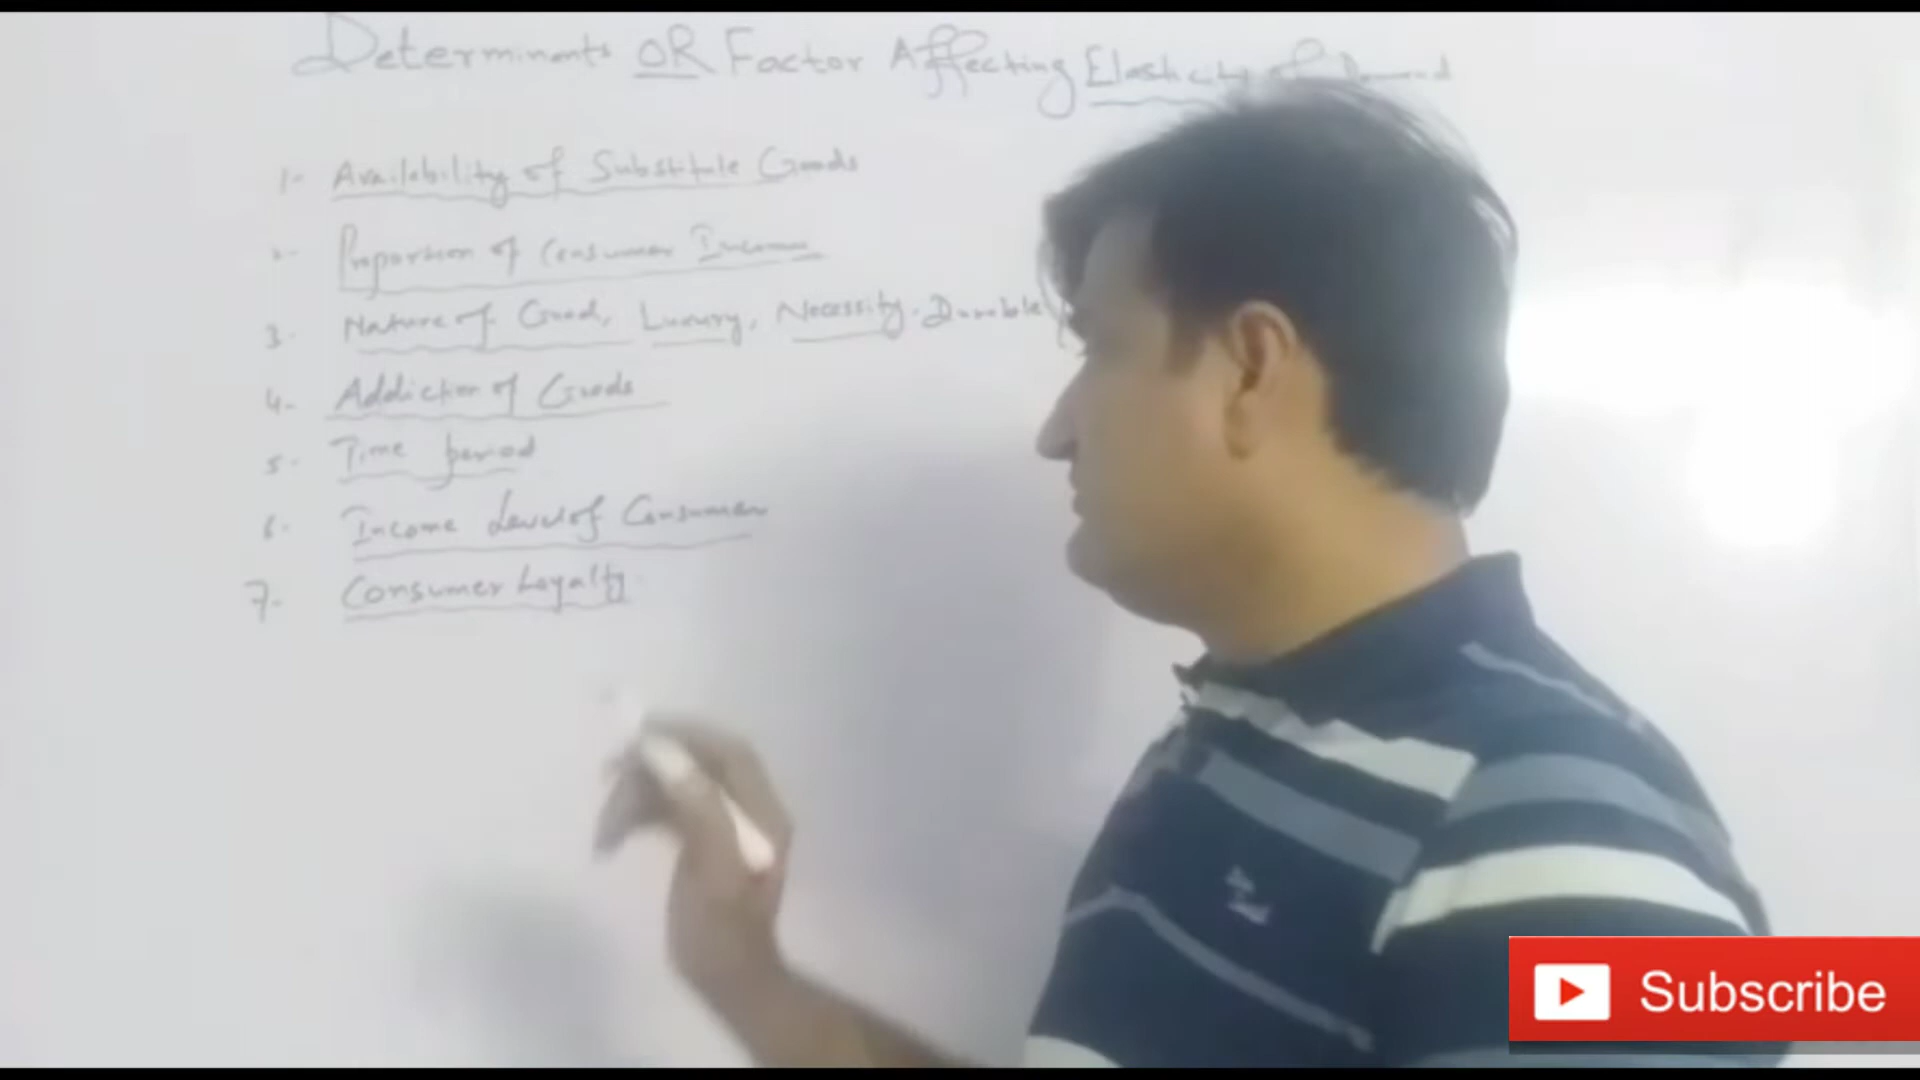 Determinants OR Factor Affecting Elasticity of Demand
1- Availability of Substitute Goods
2- Proporsion of Consumer Income
3. Nature of Good, Luxury, Necessity. Durable
4- Addiction of Goods
5- Time period
6- Income Level of Consumer
7- Consumer Loyalty
Subscribe